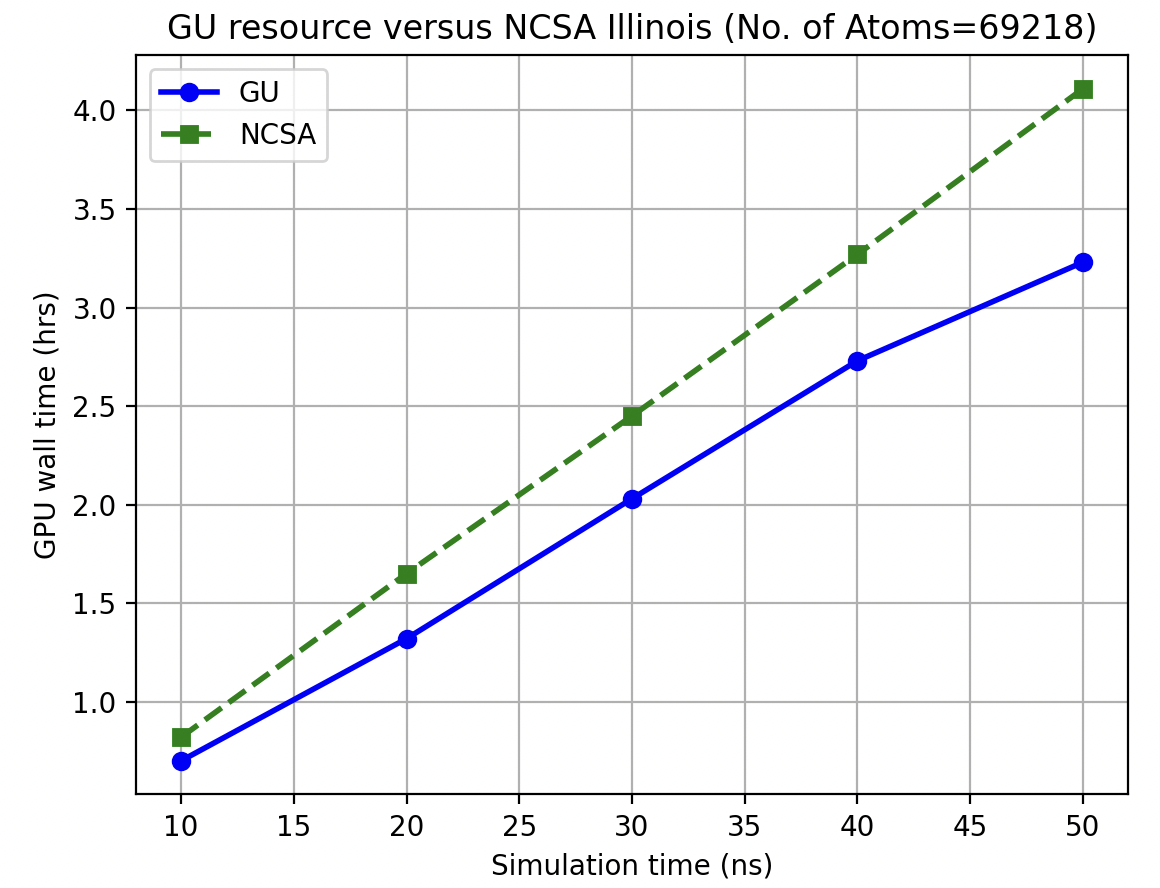 GU resource versus NCSA Illinois (No. of Atoms=69218)
GU
NCSA
4.0
3.5
3.0
2.5
2.0
1.5
1.0
GPU wall time (hrs)
10 15 20 25 30 35 40 45 50
Simulation time (ns)